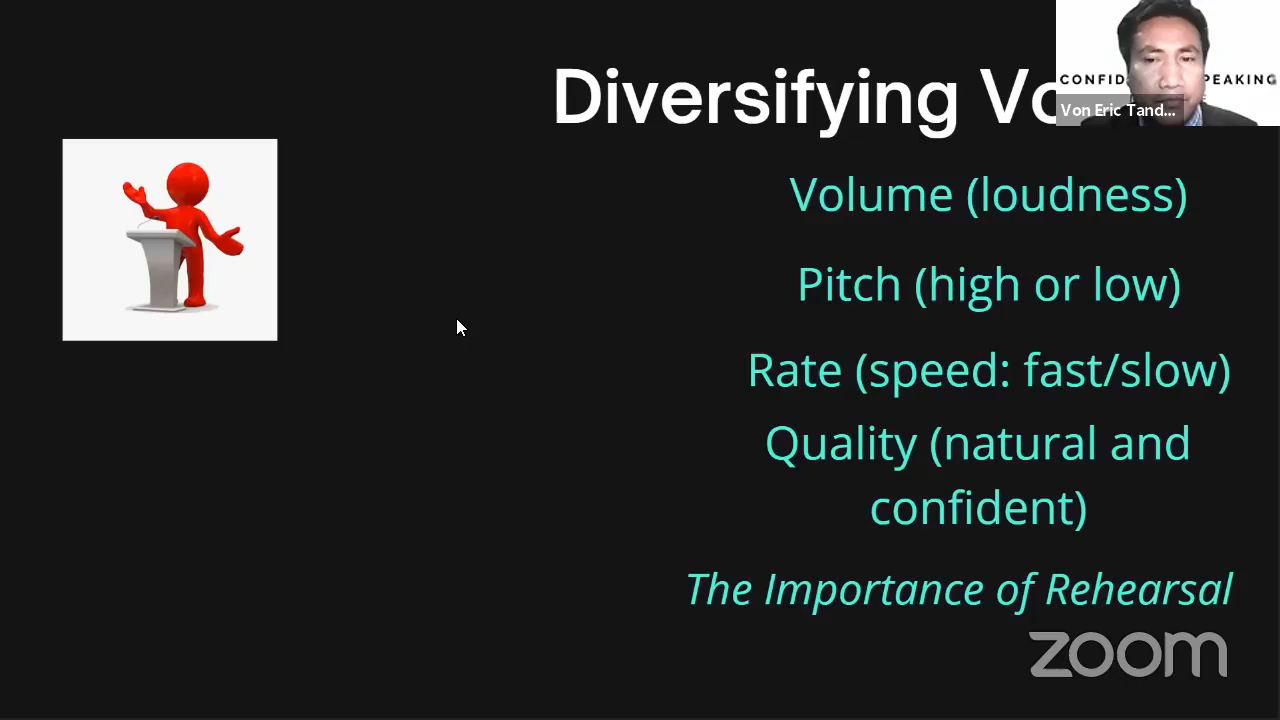 Diversifying Vo
CONFID PEAKING
Von Eric Tand...
Volume (loudness)
Pitch (high or low)
Rate (speed: fast/slow)
Quality (natural and
confident)
The Importance of Rehearsal
zoom